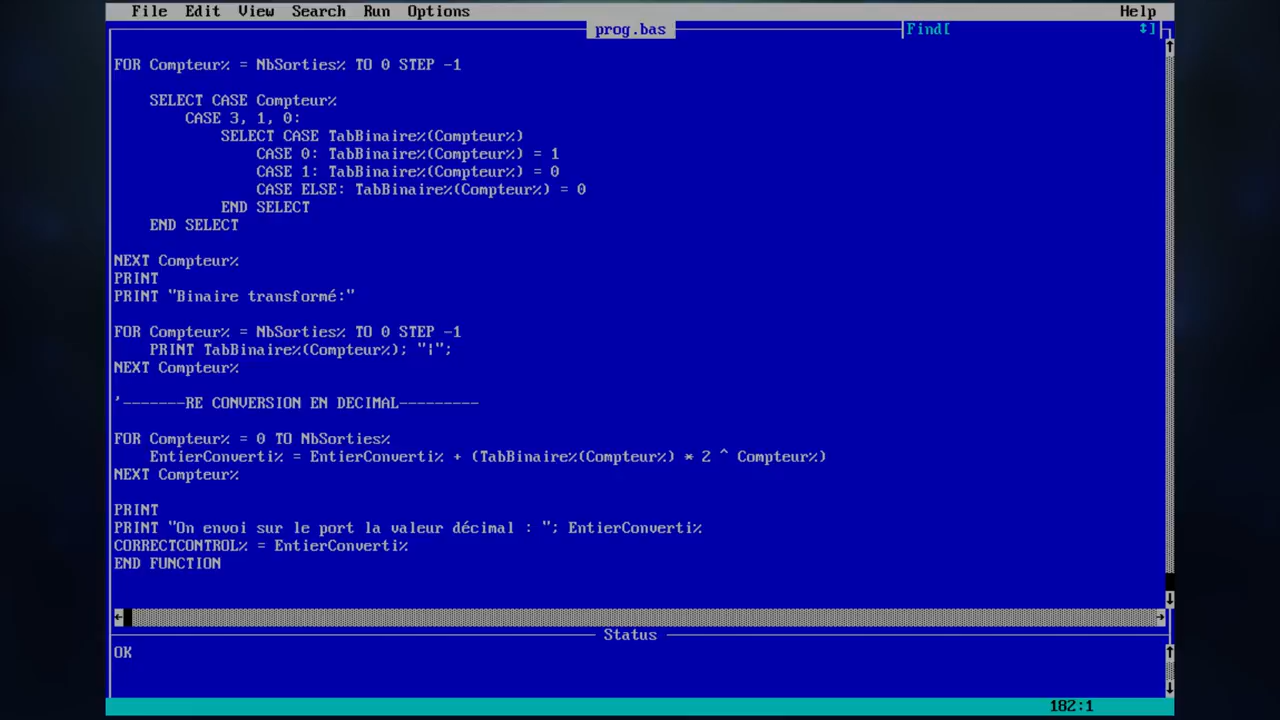 File Edit View Search Run Options Help
prog.bas Find[ ↕]
FOR Compteur% = NbSorties% TO 0 STEP -1
SELECT CASE Compteur%
CASE 3, 1, 0:
SELECT CASE TabBinaire%(Compteur%)
CASE 0: TabBinaire%(Compteur%) = 1
CASE 1: TabBinaire%(Compteur%) = 0
CASE ELSE: TabBinaire%(Compteur%) = 0
END SELECT
END SELECT
NEXT Compteur%
PRINT
PRINT "Binaire transformé:"
FOR Compteur% = NbSorties% TO 0 STEP -1
PRINT TabBinaire%(Compteur%); "¦";
NEXT Compteur%
'-------RE CONVERSION EN DECIMAL---------
FOR Compteur% = 0 TO NbSorties%
EntierConverti% = EntierConverti% + (TabBinaire%(Compteur%) * 2 ^ Compteur%)
NEXT Compteur%
PRINT
PRINT "On envoi sur le port la valeur décimal : "; EntierConverti%
CORRECTCONTROL% = EntierConverti%
END FUNCTION
Status
OK
182:1